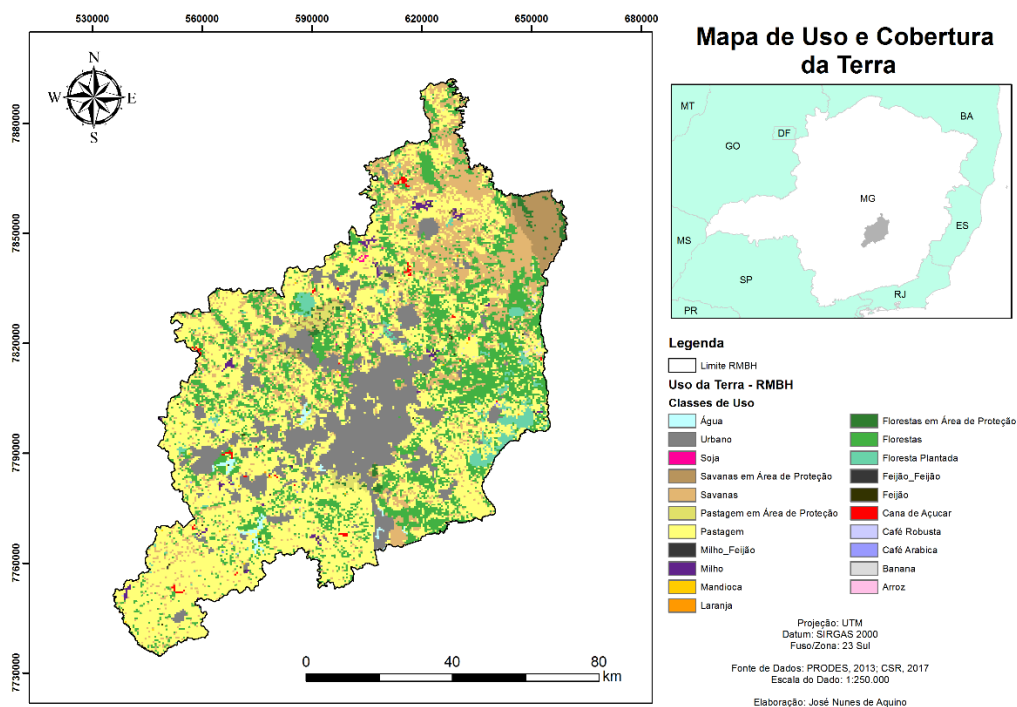 530000 560000 590000 620000 650000 680000
7880000
7850000
7820000
7790000
7760000
7730000
N
W E
S
0 40 80
km
Mapa de Uso e Cobertura
da Terra
MT
GO
DF
BA
MG
ES
MS
SP
RJ
PR
Legenda
Limite RMBH
Uso da Terra - RMBH
Classes de Uso
Água
Urbano
Soja
Savanas em Área de Proteção
Savanas
Pastagem em Área de Proteção
Pastagem
Milho_Feijão
Milho
Mandioca
Laranja
Florestas em Área de Proteção
Florestas
Floresta Plantada
Feijão_Feijão
Feijão
Cana de Açucar
Café Robusta
Café Arabica
Banana
Arroz
Projeção: UTM
Datum: SIRGAS 2000
Fuso/Zona: 23 Sul
Fonte de Dados: PRODES, 2013; CSR, 2017
Escala do Dado: 1:250.000
Elaboração: José Nunes de Aquino